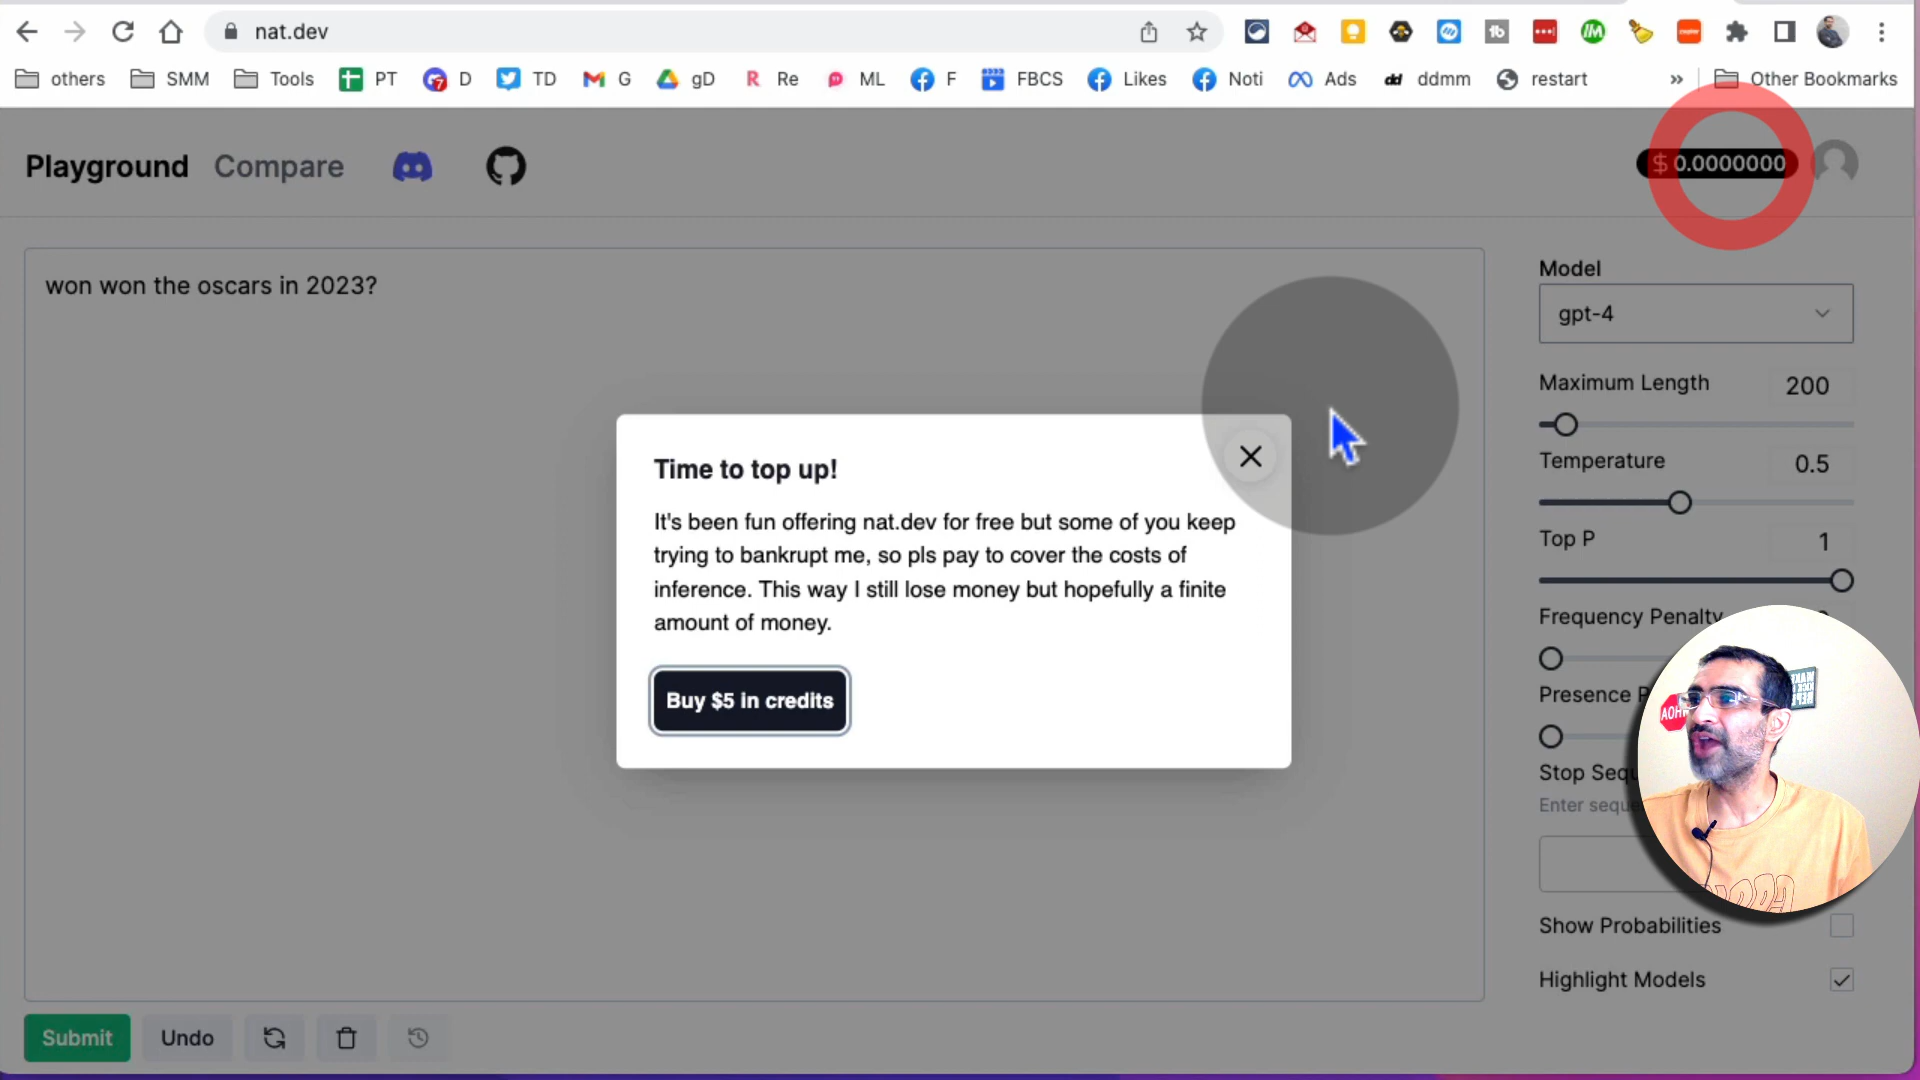 nat.dev
others SMM Tools PT D TD G gD Re ML F FBCS Likes Noti Ads ddmm restart » Other Bookmarks
Playground Compare
$ 0.0000000
won won the oscars in 2023?
Model
gpt-4
Maximum Length 200
Temperature 0.5
Top P 1
Frequency Penalty
Presence P
Stop Sequ
Enter seque
Time to top up!
It's been fun offering nat.dev for free but some of you keep
trying to bankrupt me, so pls pay to cover the costs of
inference. This way I still lose money but hopefully a finite
amount of money.
Buy $5 in credits
Show Probabilities
Highlight Models
Submit Undo